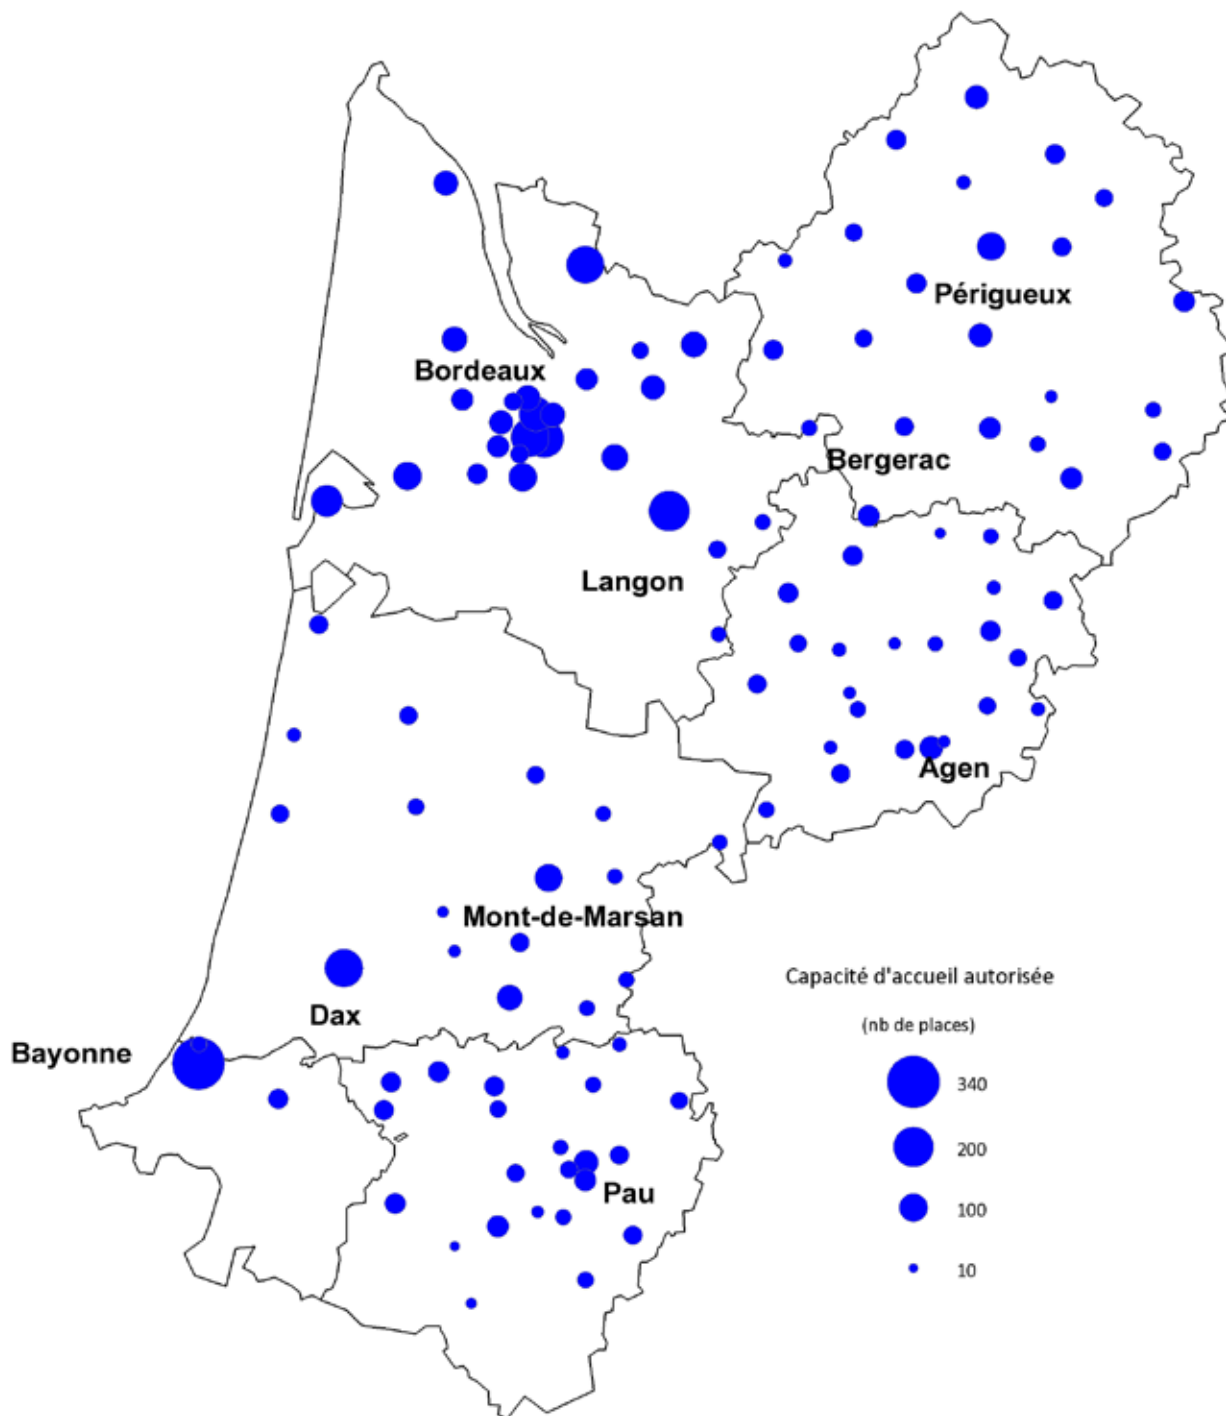 Périgueux
Bordeaux
Bergerac
Langon
Agen
Mont-de-Marsan
Dax
Bayonne
Pau
Capacité d'accueil autorisée
(nb de places)
340
200
100
10